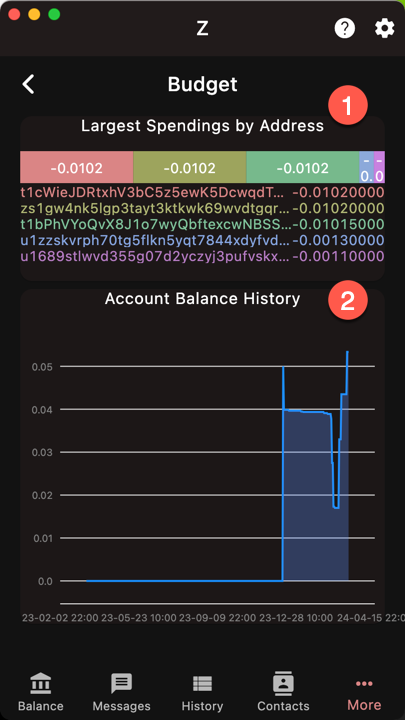 Z
Budget
1
Largest Spendings by Address
-0.0102 -0.0102 -0.0102 -0.0 0.0
t1cWieJDRtxhV3bC5z5ewK5DcwqdT... -0.01020000
zs1gw4nk5lgp3tayt3ktkwk69wvdtgqr... -0.01020000
t1bPhVYoQvX8J1o7wyQbftexcwNBSS... -0.01015000
u1zzskvrph70tg5flkn5yqt7844xdyfvd... -0.00130000
u1689stlwvd355g07d2yczyj3pufvskx... -0.00110000
Account Balance History
2
0.05
0.04
0.03
0.02
0.01
0.0
23-02-02 22:00 23-05-23 10:00 23-09-09 22:00 23-12-28 10:00 24-04-15 22:0
Balance Messages History Contacts More